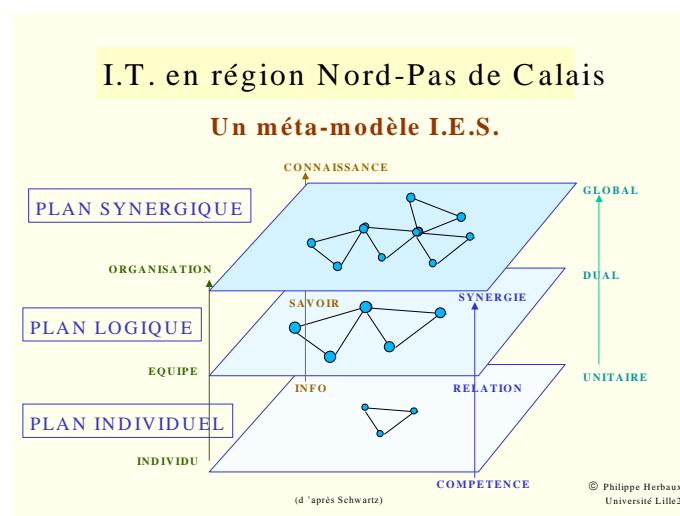 I.T. en région Nord-Pas de Calais
Un méta-modèle I.E.S.
CONNAISSANCE
GLOBAL
PLAN SYNERGIQUE
ORGANISATION
DUAL
SAVOIR
SYNERGIE
PLAN LOGIQUE
EQUIPE
UNITAIRE
INFO
RELATION
PLAN INDIVIDUEL
INDIVIDU
COMPETENCE
(d 'après Schwartz)
© Philippe Herbaux
Université Lille2